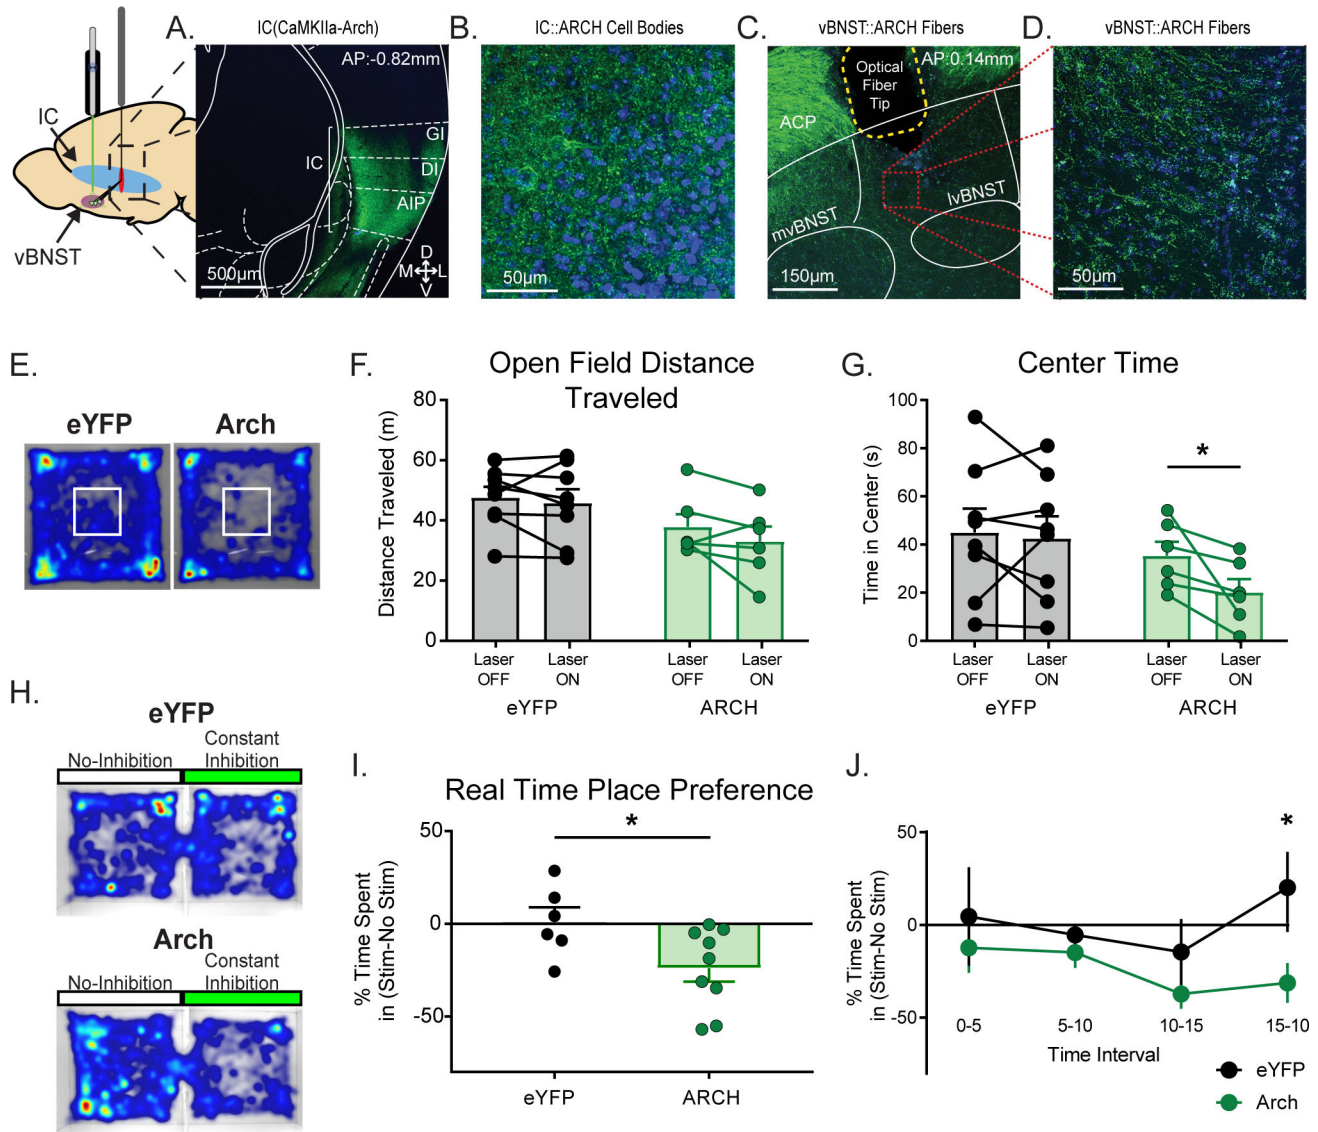 A.
IC(CaMKIIa-Arch)
B.
IC::ARCH Cell Bodies
C.
vBNST::ARCH Fibers
D.
vBNST::ARCH Fibers
IC
vBNST
AP:-0.82mm
IC
GI
DI
AIP
D
M L
V
500µm
50µm
Optical
Fiber
Tip
AP:0.14mm
ACP
mvBNST
lvBNST
150µm
50µm
E.
eYFP
Arch
F.
Open Field Distance
Traveled
Distance Traveled (m)
80
60
40
20
0
Laser
OFF
Laser
ON
Laser
OFF
Laser
ON
eYFP
ARCH
G.
Center Time
Time in Center (s)
100
80
60
40
20
0
*
Laser
OFF
Laser
ON
Laser
OFF
Laser
ON
eYFP
ARCH
H.
eYFP
No-Inhibition
Constant
Inhibition
Arch
No-Inhibition
Constant
Inhibition
I.
Real Time Place Preference
% Time Spent
in (Stim-No Stim)
50
0
-50
*
eYFP
ARCH
J.
% Time Spent
in (Stim-No Stim)
50
0
-50
*
0-5
5-10
10-15
15-10
Time Interval
eYFP
Arch